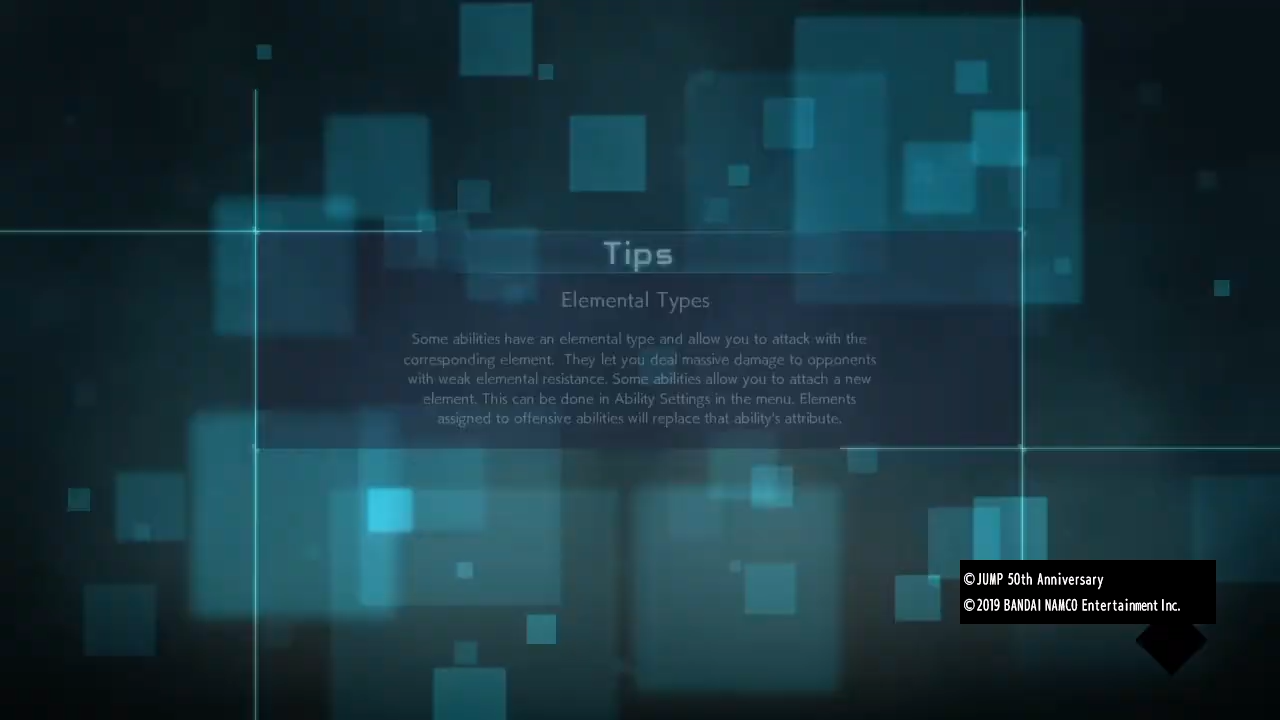 Tips
Elemental Types
Some abilities have an elemental type and allow you to attack with the
corresponding element.  They let you deal massive damage to opponents
with weak elemental resistance. Some abilities allow you to attach a new
element. This can be done in Ability Settings in the menu. Elements
assigned to offensive abilities will replace that ability's attribute.
©JUMP 50th Anniversary
©2019 BANDAI NAMCO Entertainment Inc.